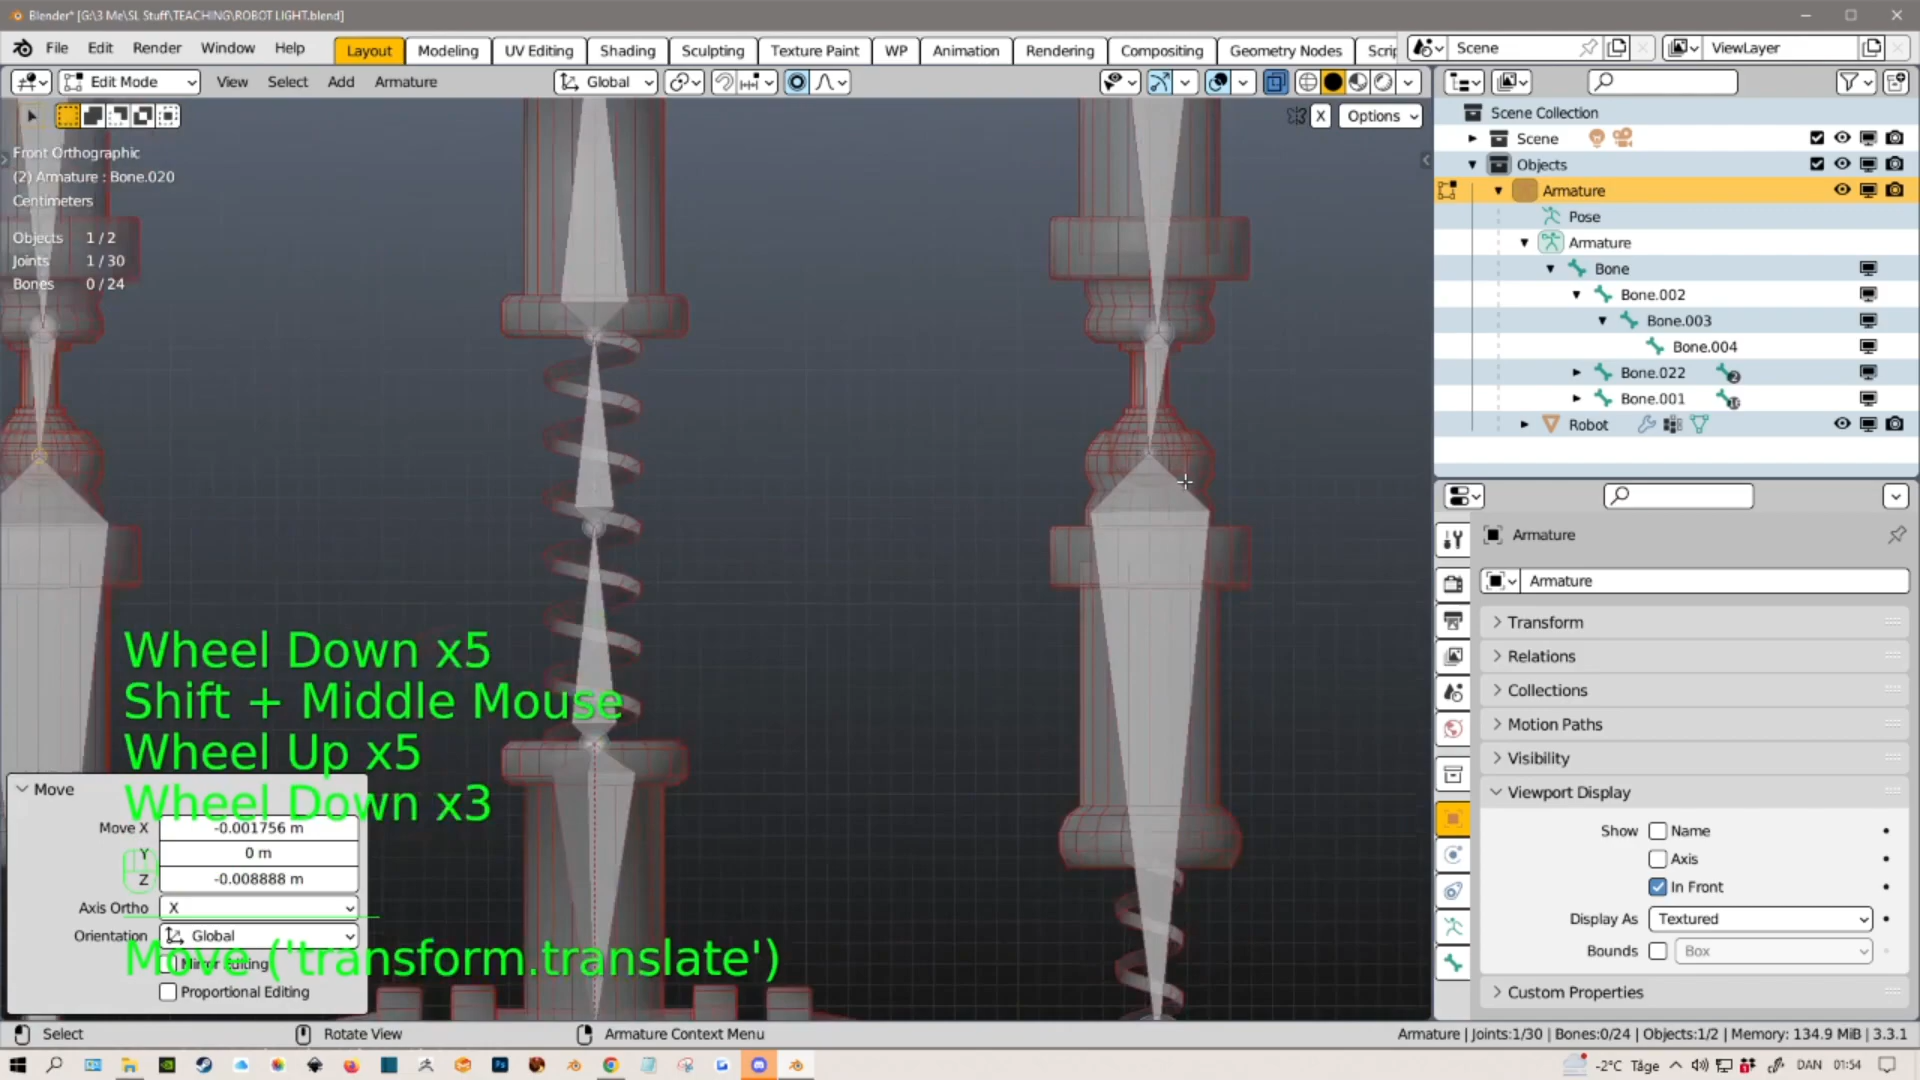 Blender* [G:\3 Me\SL Stuff\TEACHING\ROBOT LIGHT.blend]
File Edit Render Window Help Layout Modeling UV Editing Shading Sculpting Texture Paint WP Animation Rendering Compositing Geometry Nodes Scrip Scene ViewLayer
Edit Mode View Select Add Armature Global
X Options
Front Orthographic
(2) Armature : Bone.020
Centimeters
Objects 1 / 2
Joints 1 / 30
Bones 0 / 24
Scene Collection
Scene
Objects
Armature
Pose
Armature
Bone
Bone.002
Bone.003
Bone.004
Bone.022 2
Bone.001
Robot
Wheel Down x5
Shift + Middle Mouse
Wheel Up x5
Wheel Down x3
Move ('transform.translate')
Move
Move X -0.001756 m
Y 0 m
Z -0.008888 m
Axis Ortho X
Orientation Global
Mirror Editing
Proportional Editing
Armature
Armature
Transform
Relations
Collections
Motion Paths
Visibility
Viewport Display
Show Name
Axis
In Front
Display As Textured
Bounds Box
Custom Properties
Select Rotate View Armature Context Menu Armature | Joints:1/30 | Bones:0/24 | Objects:1/2 | Memory: 134.9 MiB | 3.3.1
-2°C Tåge DAN 01:54